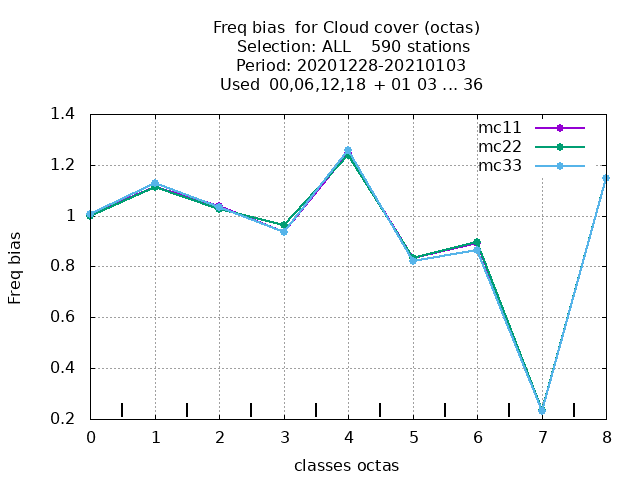 Freq bias  for Cloud cover (octas)
Selection: ALL    590 stations
Period: 20201228-20210103
Used  00,06,12,18 + 01 03 ... 36
1.4
1.2
1
0.8
0.6
0.4
0.2
Freq bias
mc11
mc22
mc33
0 1 2 3 4 5 6 7 8
classes octas